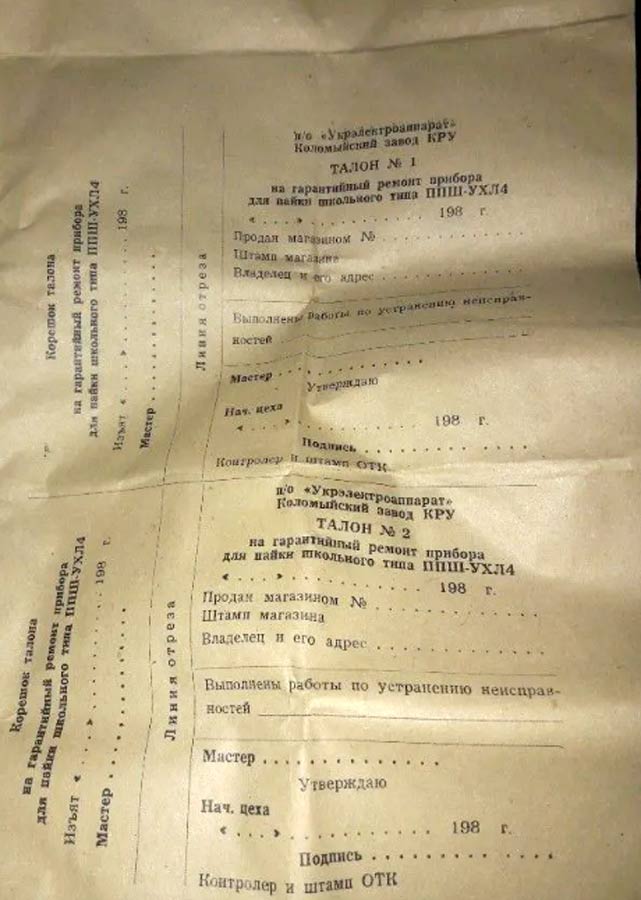 п/о «Укрэлектроаппарат»
Коломыйский завод КРУ
ТАЛОН № 1
на гарантийный ремонт прибора
для пайки школьного типа ППШ-УХЛ4
« . . . . » . . . . . . . . . . . . . 198 г.
Продан магазином № . . . . . . . . . . . . .
Штамп магазина
Владелец и его адрес . . . . . . . . . . . . .
Выполнены работы по устранению неисправ-
ностей
Мастер . . . . . . . . . . . . .
Утверждаю
Нач. цеха
« . . . . » . . . . . . . . . . . . . 198 г.
Подпись . . . . . . . . . . . . .
Контролер и штамп ОТК
Корешок талона
на гарантийный ремонт прибора
для пайки школьного типа ППШ-УХЛ4
Изъят « . . . . » . . . . . . . . . . . . . 198 г.
Мастер . . . . . . . . . . . . .
Линия отреза
п/о «Укрэлектроаппарат»
Коломыйский завод КРУ
ТАЛОН № 2
на гарантийный ремонт прибора
для пайки школьного типа ППШ-УХЛ4
« . . . . » . . . . . . . . . . . . . 198 г.
Продан магазином № . . . . . . . . . . . . .
Штамп магазина
Владелец и его адрес . . . . . . . . . . . . .
Выполнены работы по устранению неисправ-
ностей
Мастер . . . . . . . . . . . . .
Утверждаю
Нач. цеха
« . . . . » . . . . . . . . . . . . . 198 г.
Подпись . . . . . . . . . . . . .
Контролер и штамп ОТК
Корешок талона
на гарантийный ремонт прибора
для пайки школьного типа ППШ-УХЛ4
Изъят « . . . . » . . . . . . . . . . . . . 198 г.
Мастер . . . . . . . . . . . . .
Линия отреза